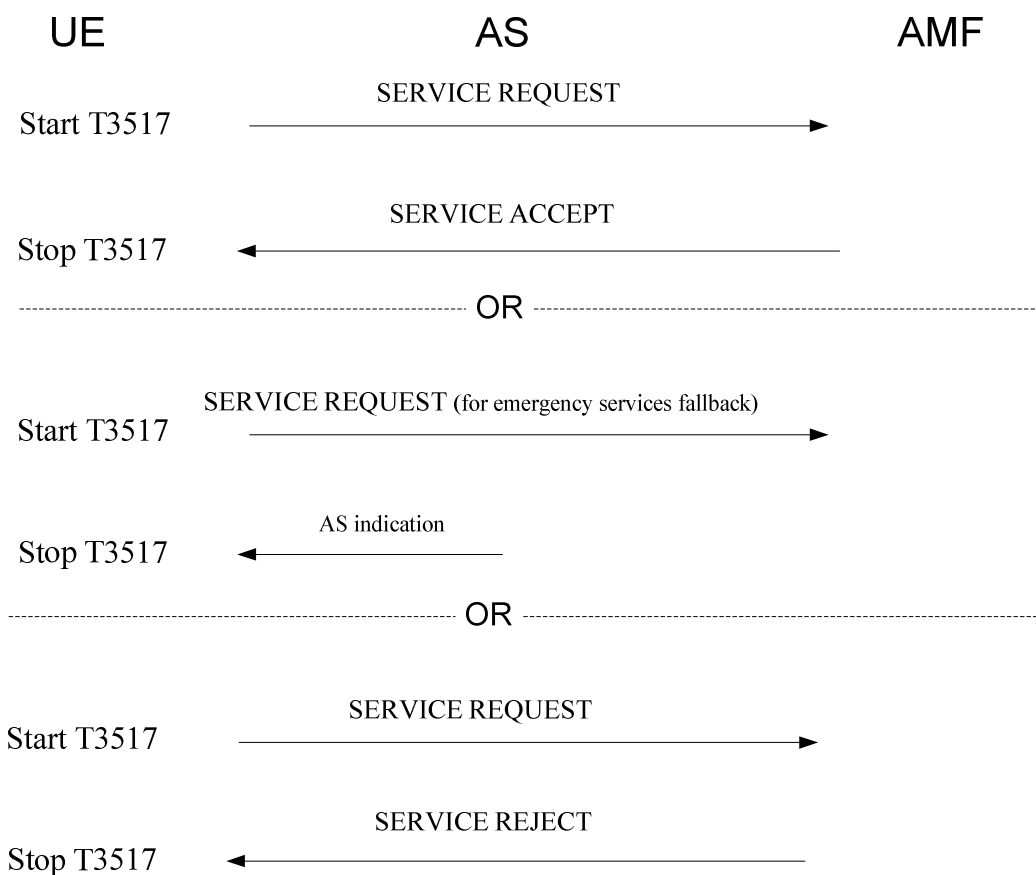 UE AS AMF
SERVICE REQUEST
Start T3517
SERVICE ACCEPT
Stop T3517
OR
SERVICE REQUEST (for emergency services fallback)
Start T3517
AS indication
Stop T3517
OR
SERVICE REQUEST
Start T3517
SERVICE REJECT
Stop T3517